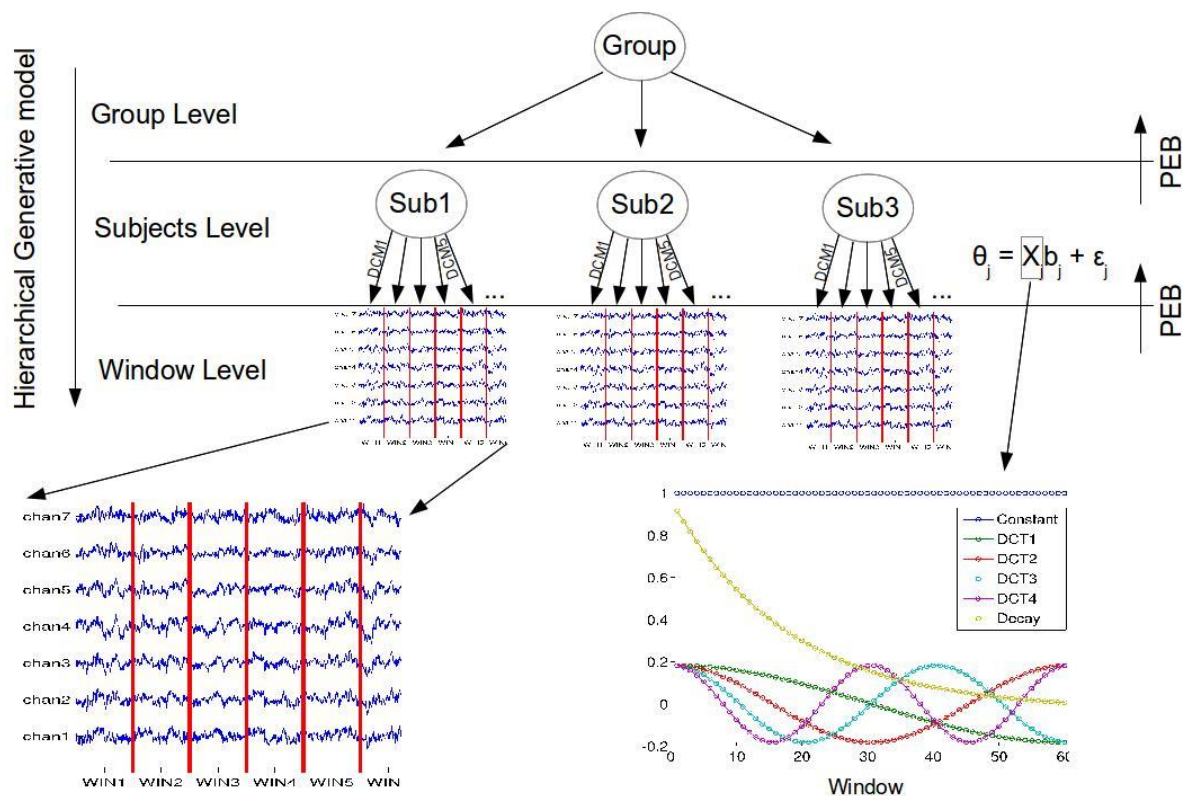 Hierarchical Generative model
Group
Group Level
PEB
Sub1
Sub2
Sub3
Subjects Level
DCM1
DCM5
DCM1
DCM5
DCM1
DCM5
...
...
...
θj = Xjbj + εj
PEB
Window Level
chan7
chan6
chan5
chan4
chan3
chan2
chan1
WIN1 WIN2 WIN3 WIN4 WIN5 WIN
1
0.8
0.6
0.4
0.2
0
-0.2
Constant
DCT1
DCT2
DCT3
DCT4
Decay
0 10 20 30 40 50 60
Window